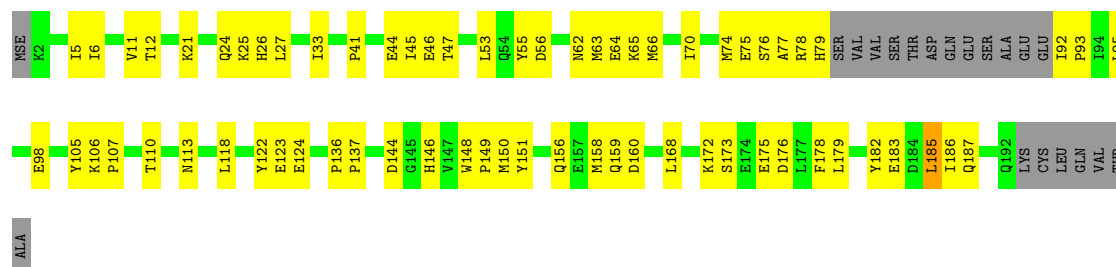 MSE K2 I5 I6 V11 T12 K21 Q24 K25 H26 L27 I33 P41 E44 I45 E46 T47 L53 Q54 Y55 D56 N62 M63 E64 K65 M66 I70 M74 E75 S76 A77 R78 H79 SER VAL VAL SER THR ASP GLN GLU SER ALA GLU GLU I92 P93 I94
E98 Y105 K106 P107 T110 N113 L118 Y122 E123 E124 P136 P137 D144 G145 H146 V147 W148 P149 M150 Y151 Q156 E157 M158 Q159 D160 L168 K172 S173 E174 E175 D176 L177 F178 L179 Y182 E183 D184 L185 I186 Q187 Q192 LYS CYS LEU GLN VAL THR
ALA